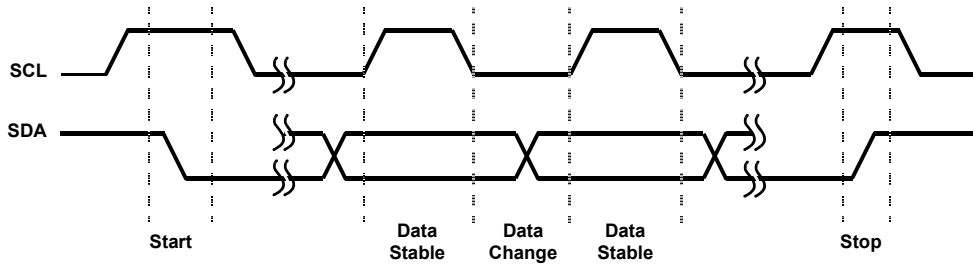 SCL
SDA
Start
Data
Stable
Data
Change
Data
Stable
Stop